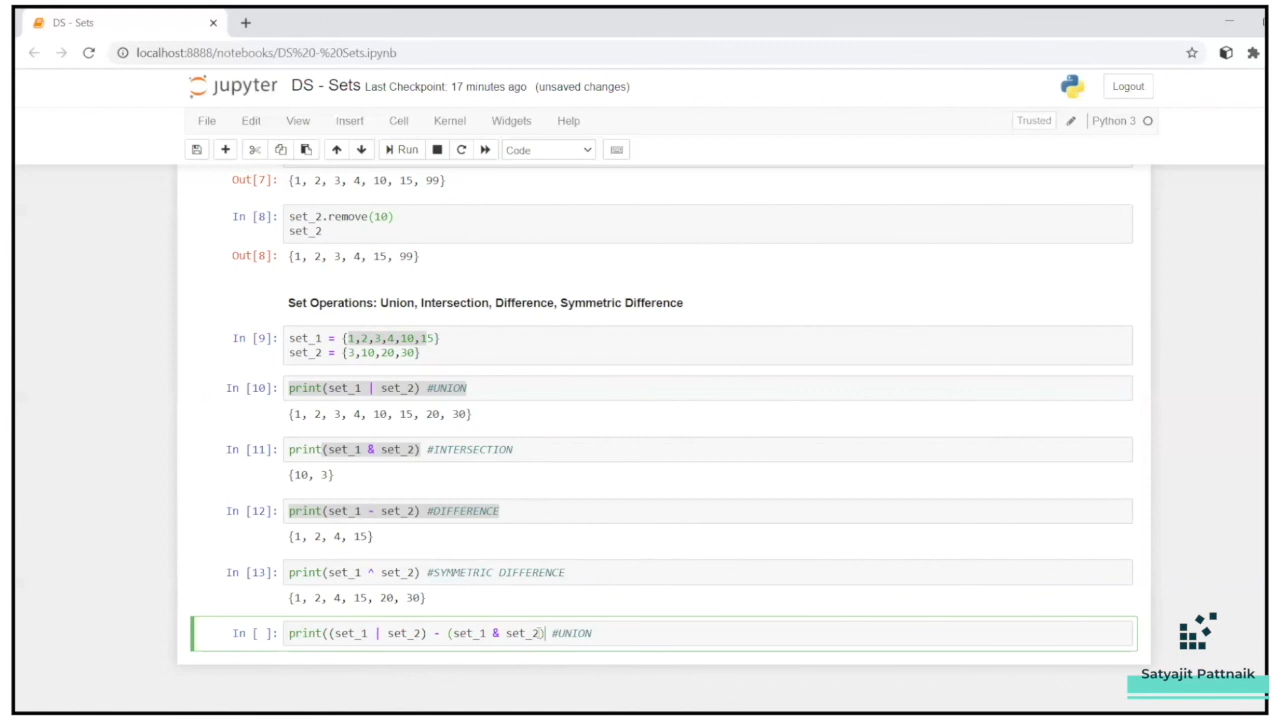 DS - Sets
localhost:8888/notebooks/DS%20-%20Sets.ipynb
jupyter DS - Sets Last Checkpoint: 17 minutes ago (unsaved changes)
Logout
File Edit View Insert Cell Kernel Widgets Help
Trusted Python 3
Run Code
Out[7]: {1, 2, 3, 4, 10, 15, 99}
In [8]: set_2.remove(10)
set_2
Out[8]: {1, 2, 3, 4, 15, 99}
Set Operations: Union, Intersection, Difference, Symmetric Difference
In [9]: set_1 = {1,2,3,4,10,15}
set_2 = {3,10,20,30}
In [10]: print(set_1 | set_2) #UNION
{1, 2, 3, 4, 10, 15, 20, 30}
In [11]: print(set_1 & set_2) #INTERSECTION
{10, 3}
In [12]: print(set_1 - set_2) #DIFFERENCE
{1, 2, 4, 15}
In [13]: print(set_1 ^ set_2) #SYMMETRIC DIFFERENCE
{1, 2, 4, 15, 20, 30}
In [ ]: print((set_1 | set_2) - (set_1 & set_2) #UNION
Satyajit Pattnaik